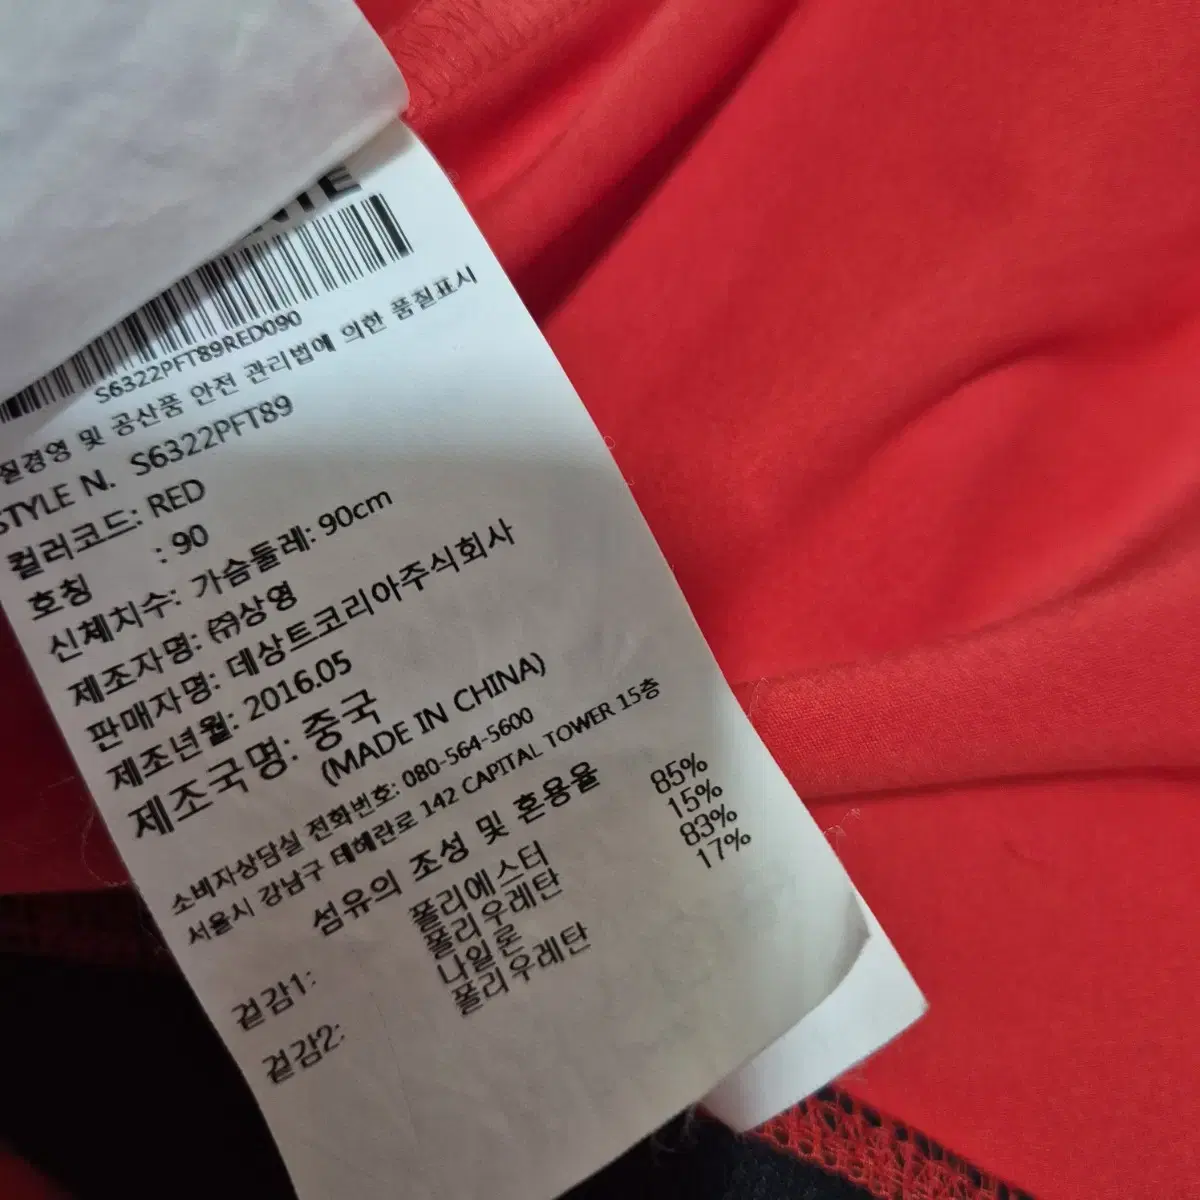 S6322PFT89RED090
질경영 및 공산품 안전 관리법에 의한 품질표시
STYLE N. S6322PFT89
컬러코드: RED
호칭 : 90
신체치수: 가슴둘레: 90cm
제조자명: ㈜상영
판매자명: 데상트코리아주식회사
제조년월: 2016.05
제조국명: 중국
(MADE IN CHINA)
소비자상담실 전화번호: 080-564-5600
서울시 강남구 테헤란로 142 CAPITAL TOWER 15층
섬유의 조성 및 혼용율
겉감1: 폴리에스터 85%
폴리우레탄 15%
겉감2: 나일론 83%
폴리우레탄 17%